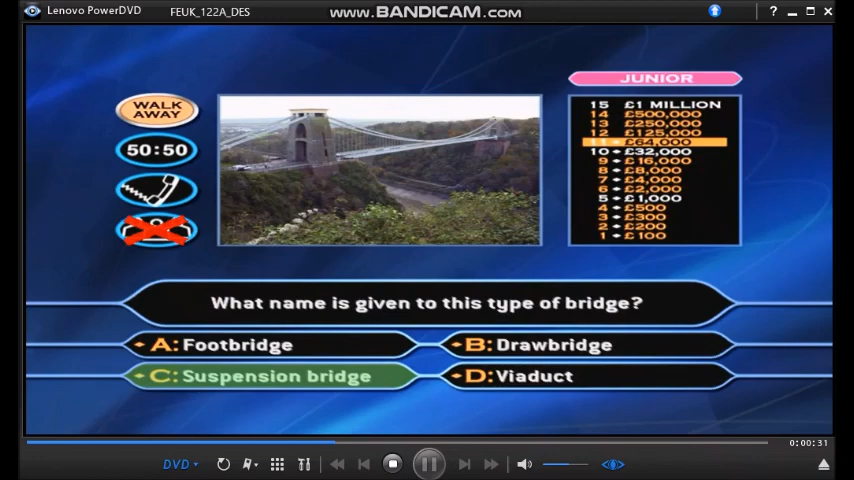 Lenovo PowerDVD
FEUK_122A_DES
WWW.BANDICAM.COM
?
WALK
AWAY
50:50
JUNIOR
15 £1 MILLION
14 £500,000
13 £250,000
12 £125,000
11 £64,000
10 £32,000
9 £16,000
8 £8,000
7 £4,000
6 £2,000
5 £1,000
4 £500
3 £300
2 £200
1 £100
What name is given to this type of bridge?
A: Footbridge
B: Drawbridge
C: Suspension bridge
D: Viaduct
0:00:31
DVD